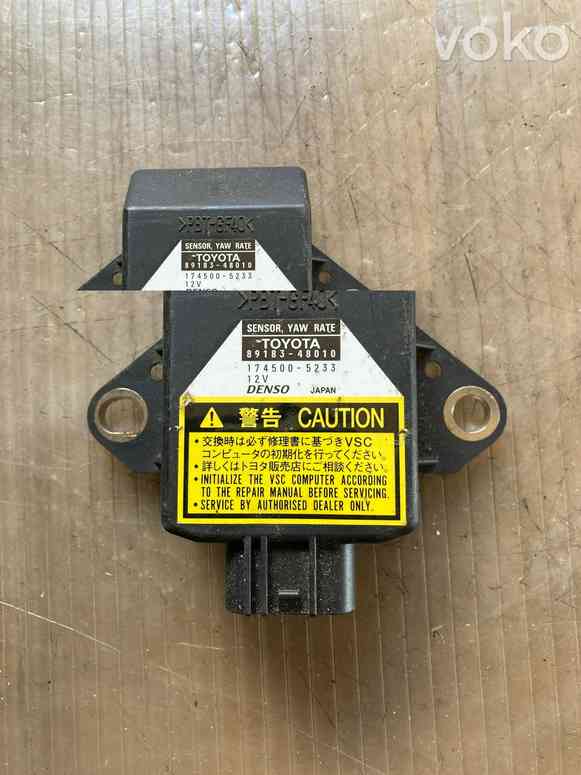 voko
>PBT-GF40<
SENSOR, YAW RATE
TOYOTA
89183-48010
174500-5233
12V
DENSO
>PBT-GF40<
SENSOR, YAW RATE
TOYOTA
89183-48010
174500-5233
12V
DENSO JAPAN
警告 CAUTION
・交換時は必ず修理書に基づきVSC
コンピュータの初期化を行ってください。
・詳しくはトヨタ販売店にご相談ください。
・INITIALIZE THE VSC COMPUTER ACCORDING
TO THE REPAIR MANUAL BEFORE SERVICING.
・SERVICE BY AUTHORISED DEALER ONLY.